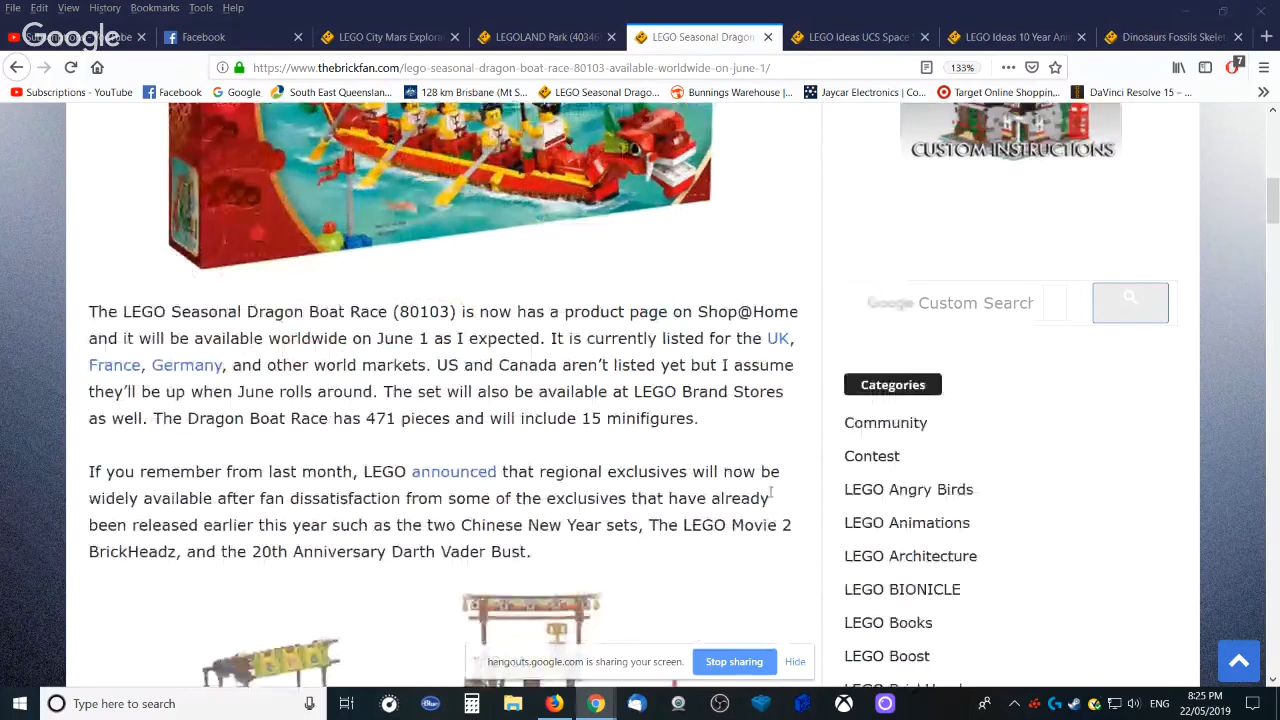 File Edit View History Bookmarks Tools Help
Google
Facebook
LEGO City Mars Explora
LEGOLAND Park (40346
LEGO Seasonal Dragon
LEGO Ideas UCS Space
LEGO Ideas 10 Year Ann
Dinosaurs Fossils Skelet
https://www.thebrickfan.com/lego-seasonal-dragon-boat-race-80103-available-worldwide-on-june-1/
133%
7
Subscriptions - YouTube
Facebook
Google
South East Queenslan...
128 km Brisbane (Mt S...
LEGO Seasonal Drago...
Bunnings Warehouse |...
Jaycar Electronics | Co...
Target Online Shoppin...
DaVinci Resolve 15 – ...
CUSTOM INSTRUCTIONS
The LEGO Seasonal Dragon Boat Race (80103) is now has a product page on Shop@Home
and it will be available worldwide on June 1 as I expected. It is currently listed for the UK,
France, Germany, and other world markets. US and Canada aren’t listed yet but I assume
they’ll be up when June rolls around. The set will also be available at LEGO Brand Stores
as well. The Dragon Boat Race has 471 pieces and will include 15 minifigures.
If you remember from last month, LEGO announced that regional exclusives will now be
widely available after fan dissatisfaction from some of the exclusives that have already
been released earlier this year such as the two Chinese New Year sets, The LEGO Movie 2
BrickHeadz, and the 20th Anniversary Darth Vader Bust.
Google Custom Search
Categories
Community
Contest
LEGO Angry Birds
LEGO Animations
LEGO Architecture
LEGO BIONICLE
LEGO Books
LEGO Boost
hangouts.google.com is sharing your screen.
Stop sharing
Hide
Type here to search
ENG
8:25 PM
22/05/2019